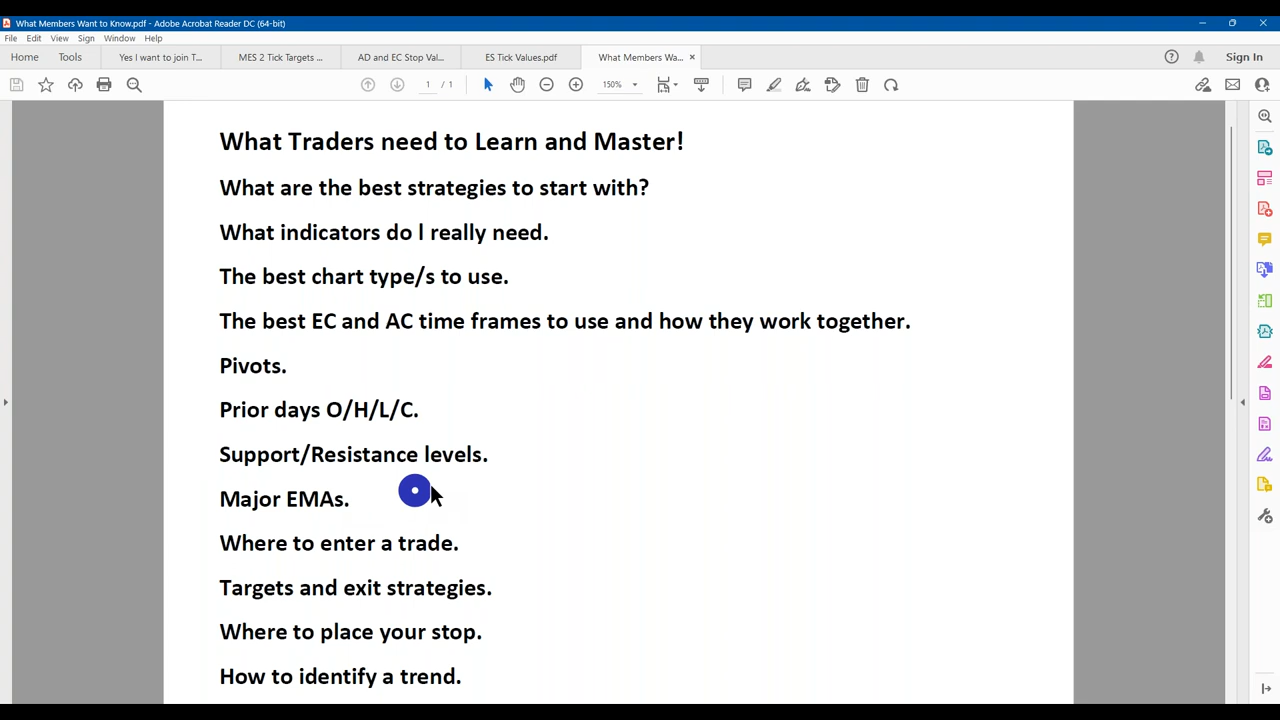 What Members Want to Know.pdf - Adobe Acrobat Reader DC (64-bit)
File Edit View Sign Window Help
Home Tools Yes I want to join T... MES 2 Tick Targets ... AD and EC Stop Val... ES Tick Values.pdf What Members Wa... × Sign In
1 / 1 150%
What Traders need to Learn and Master!
What are the best strategies to start with?
What indicators do I really need.
The best chart type/s to use.
The best EC and AC time frames to use and how they work together.
Pivots.
Prior days O/H/L/C.
Support/Resistance levels.
Major EMAs.
Where to enter a trade.
Targets and exit strategies.
Where to place your stop.
How to identify a trend.